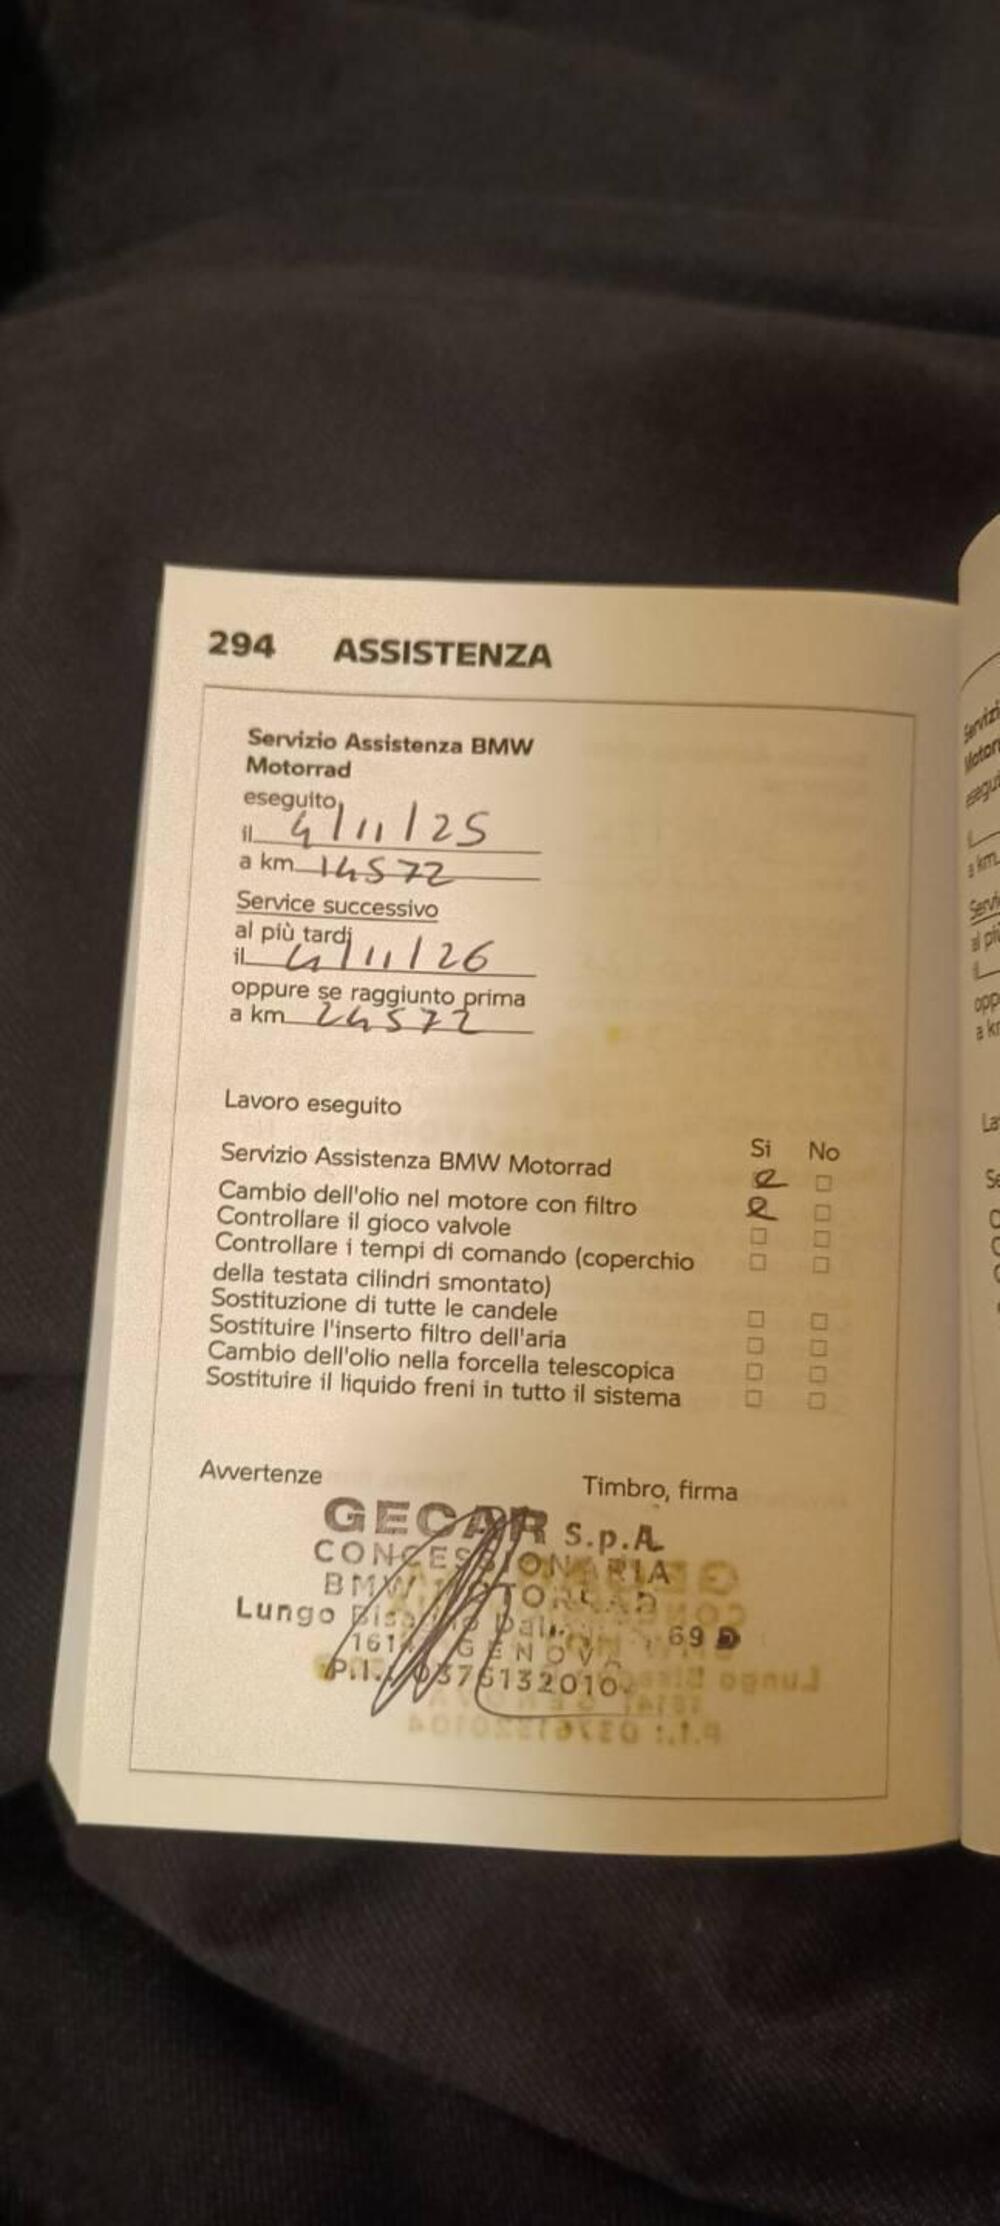 294 ASSISTENZA
Servizio Assistenza BMW
Motorrad
eseguito
il 4/11/25
a km 14572
Service successivo
al più tardi
il 4/11/26
oppure se raggiunto prima
a km 24572
Lavoro eseguito
Si No
Servizio Assistenza BMW Motorrad
Cambio dell'olio nel motore con filtro
Controllare il gioco valvole
Controllare i tempi di comando (coperchio
della testata cilindri smontato)
Sostituzione di tutte le candele
Sostituire l'inserto filtro dell'aria
Cambio dell'olio nella forcella telescopica
Sostituire il liquido freni in tutto il sistema
Avvertenze
Timbro, firma
GECAR S.p.A.
CONCESSIONARIA
BMW MOTORRAD
Lungo 69 D
GENOVA
P.I.